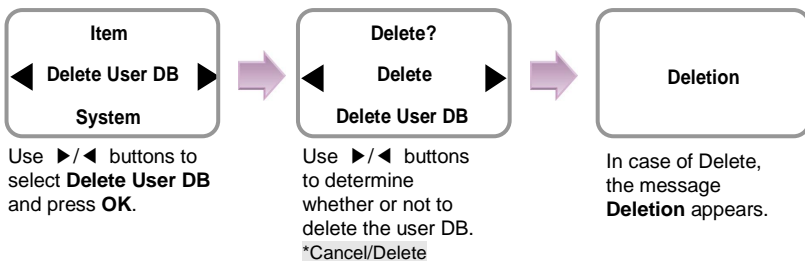 Item
◀ Delete User DB ▶
System
Delete?
◀ Delete ▶
Delete User DB
Deletion
Use ▶/◀ buttons to
select Delete User DB
and press OK.
Use ▶/◀ buttons
to determine
whether or not to
delete the user DB.
*Cancel/Delete
In case of Delete,
the message
Deletion appears.